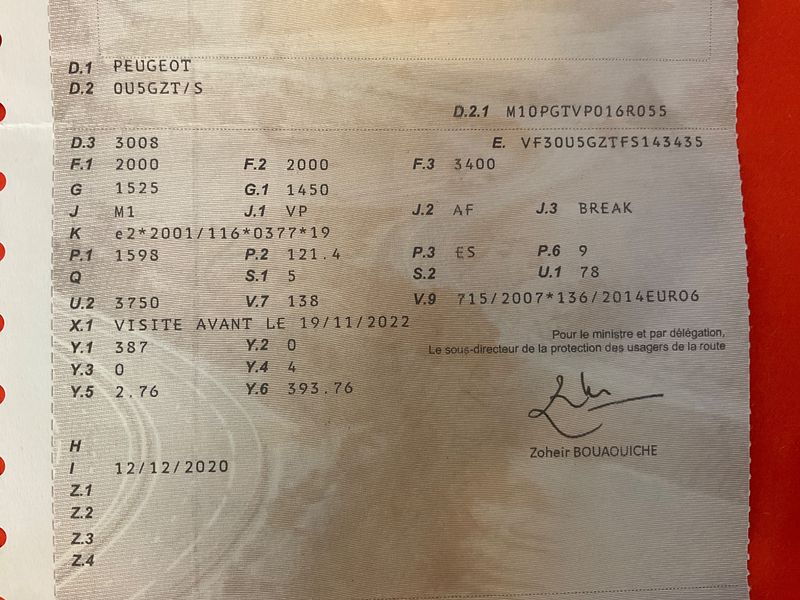 D.1 PEUGEOT
D.2 0U5GZT/S
D.2.1 M10PGTVP016R055
D.3 3008 E. VF30U5GZTFS143435
F.1 2000 F.2 2000 F.3 3400
G 1525 G.1 1450
J M1 J.1 VP J.2 AF J.3 BREAK
K e2*2001/116*0377*19
P.1 1598 P.2 121.4 P.3 ES P.6 9
Q S.1 5 S.2 U.1 78
U.2 3750 V.7 138 V.9 715/2007*136/2014EURO6
X.1 VISITE AVANT LE 19/11/2022
Pour le ministre et par délégation,
Y.1 387 Y.2 0
Le sous-directeur de la protection des usagers de la route
Y.3 0 Y.4 4
Y.5 2.76 Y.6 393.76
H
Zoheir BOUAOUICHE
I 12/12/2020
Z.1
Z.2
Z.3
Z.4